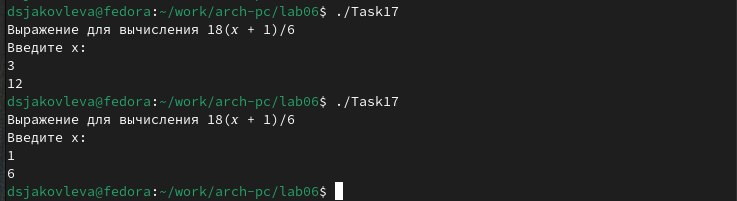 dsjakovleva@fedora:~/work/arch-pc/lab06$ ./Task17
Выражение для вычисления 18(𝑥 + 1)/6
Введите x:
3
12
dsjakovleva@fedora:~/work/arch-pc/lab06$ ./Task17
Выражение для вычисления 18(𝑥 + 1)/6
Введите x:
1
6
dsjakovleva@fedora:~/work/arch-pc/lab06$